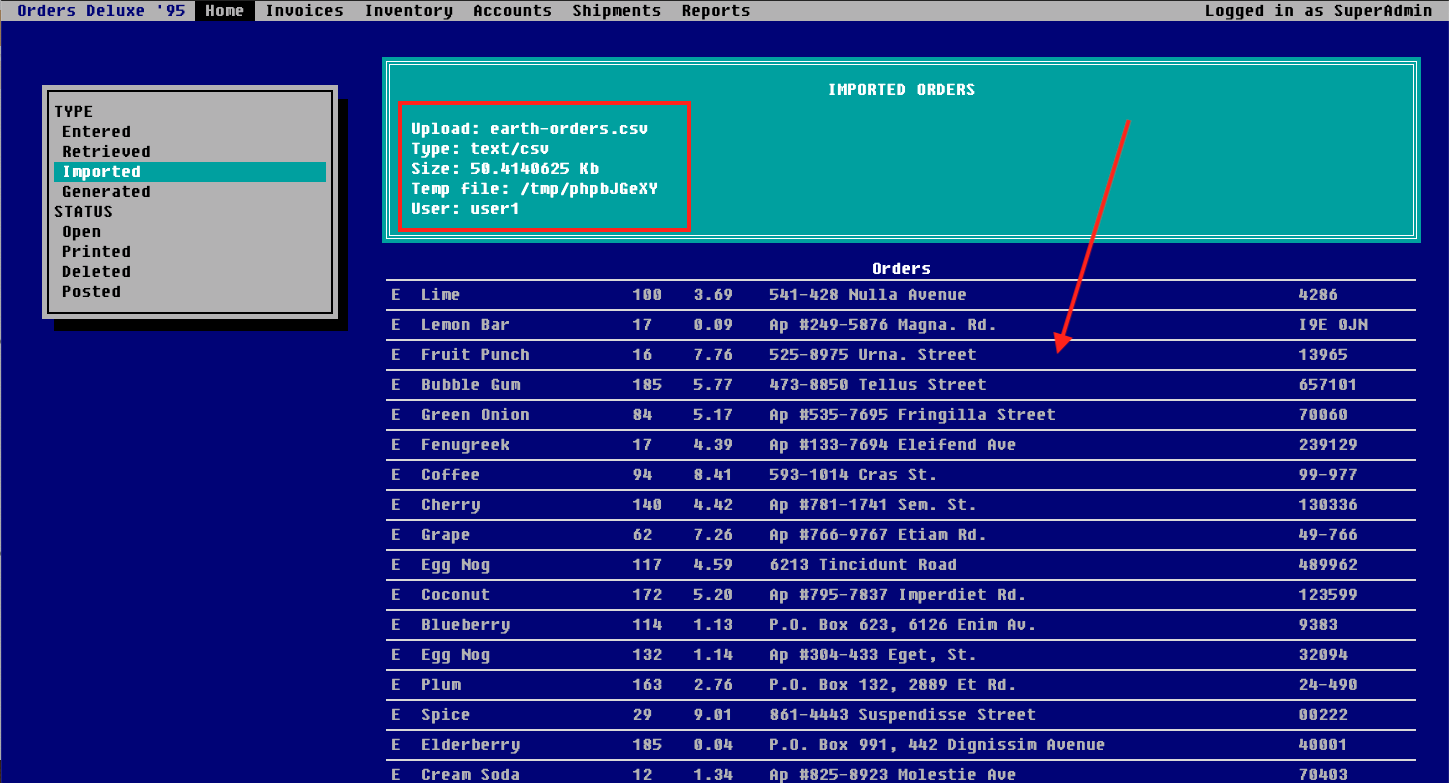 Orders Deluxe '95 Home Invoices Inventory Accounts Shipments Reports Logged in as SuperAdmin
TYPE
Entered
Retrieved
Imported
Generated
STATUS
Open
Printed
Deleted
Posted
IMPORTED ORDERS
Upload: earth-orders.csv
Type: text/csv
Size: 50.4140625 Kb
Temp file: /tmp/phpbJGeXY
User: user1
Orders
E Lime 100 3.69 541-428 Nulla Avenue 4286
E Lemon Bar 17 0.09 Ap #249-5876 Magna. Rd. I9E 0JN
E Fruit Punch 16 7.76 525-8975 Urna. Street 13965
E Bubble Gum 185 5.77 473-8850 Tellus Street 657101
E Green Onion 84 5.17 Ap #535-7695 Fringilla Street 70060
E Fenugreek 17 4.39 Ap #133-7694 Eleifend Ave 239129
E Coffee 94 8.41 593-1014 Cras St. 99-977
E Cherry 140 4.42 Ap #781-1741 Sem. St. 130336
E Grape 62 7.26 Ap #766-9767 Etiam Rd. 49-766
E Egg Nog 117 4.59 6213 Tincidunt Road 489962
E Coconut 172 5.20 Ap #795-7837 Imperdiet Rd. 123599
E Blueberry 114 1.13 P.O. Box 623, 6126 Enim Av. 9383
E Egg Nog 132 1.14 Ap #304-433 Eget, St. 32094
E Plum 163 2.76 P.O. Box 132, 2889 Et Rd. 24-490
E Spice 29 9.01 861-4443 Suspendisse Street 00222
E Elderberry 185 0.04 P.O. Box 991, 442 Dignissim Avenue 40001
E Cream Soda 12 1.34 Ap #825-8923 Molestie Ave 70403